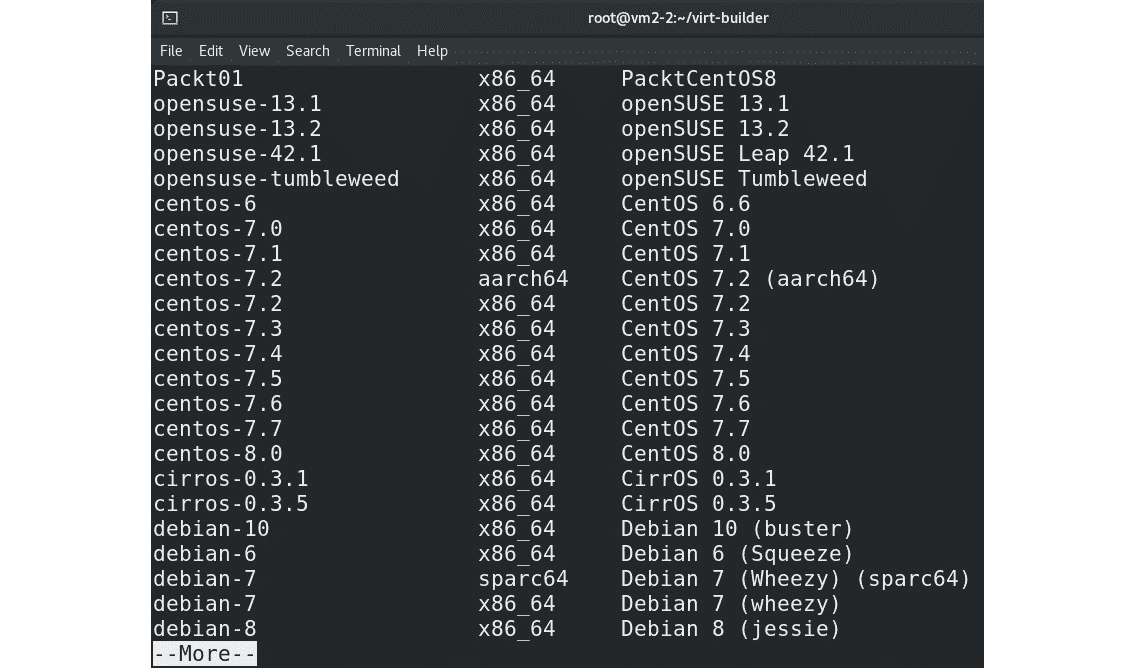 root@vm2-2:~/virt-builder
File Edit View Search Terminal Help
Packt01 x86_64 PacktCentOS8
opensuse-13.1 x86_64 openSUSE 13.1
opensuse-13.2 x86_64 openSUSE 13.2
opensuse-42.1 x86_64 openSUSE Leap 42.1
opensuse-tumbleweed x86_64 openSUSE Tumbleweed
centos-6 x86_64 CentOS 6.6
centos-7.0 x86_64 CentOS 7.0
centos-7.1 x86_64 CentOS 7.1
centos-7.2 aarch64 CentOS 7.2 (aarch64)
centos-7.2 x86_64 CentOS 7.2
centos-7.3 x86_64 CentOS 7.3
centos-7.4 x86_64 CentOS 7.4
centos-7.5 x86_64 CentOS 7.5
centos-7.6 x86_64 CentOS 7.6
centos-7.7 x86_64 CentOS 7.7
centos-8.0 x86_64 CentOS 8.0
cirros-0.3.1 x86_64 CirrOS 0.3.1
cirros-0.3.5 x86_64 CirrOS 0.3.5
debian-10 x86_64 Debian 10 (buster)
debian-6 x86_64 Debian 6 (Squeeze)
debian-7 sparc64 Debian 7 (Wheezy) (sparc64)
debian-7 x86_64 Debian 7 (wheezy)
debian-8 x86_64 Debian 8 (jessie)
--More--